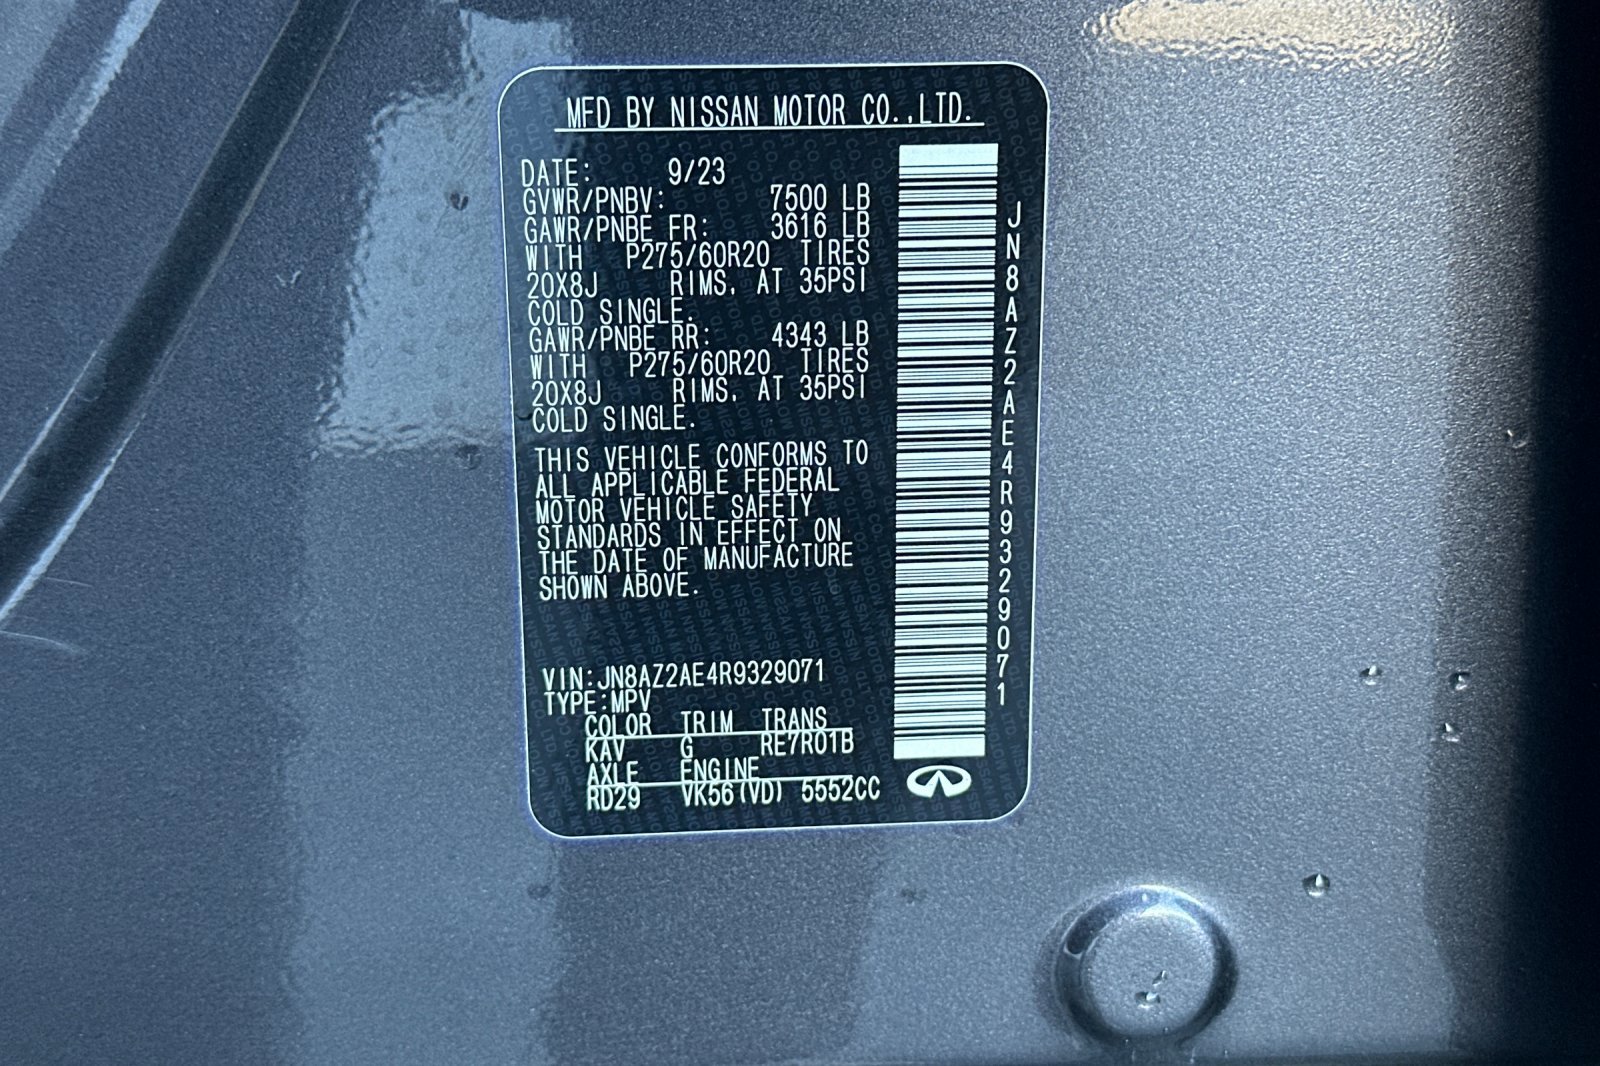 MFD BY NISSAN MOTOR CO.,LTD.
DATE: 9/23
GVWR/PNBV: 7500 LB
GAWR/PNBE FR: 3616 LB
WITH P275/60R20 TIRES
20X8J RIMS, AT 35PSI
COLD SINGLE.
GAWR/PNBE RR: 4343 LB
WITH P275/60R20 TIRES
20X8J RIMS, AT 35PSI
COLD SINGLE.
THIS VEHICLE CONFORMS TO
ALL APPLICABLE FEDERAL
MOTOR VEHICLE SAFETY
STANDARDS IN EFFECT ON
THE DATE OF MANUFACTURE
SHOWN ABOVE.
VIN:JN8AZ2AE4R9329071
TYPE:MPV
COLOR TRIM TRANS
KAV G RE7R01B
AXLE ENGINE
RD29 VK56(VD) 5552CC
JN8AZ2AE4R9329071